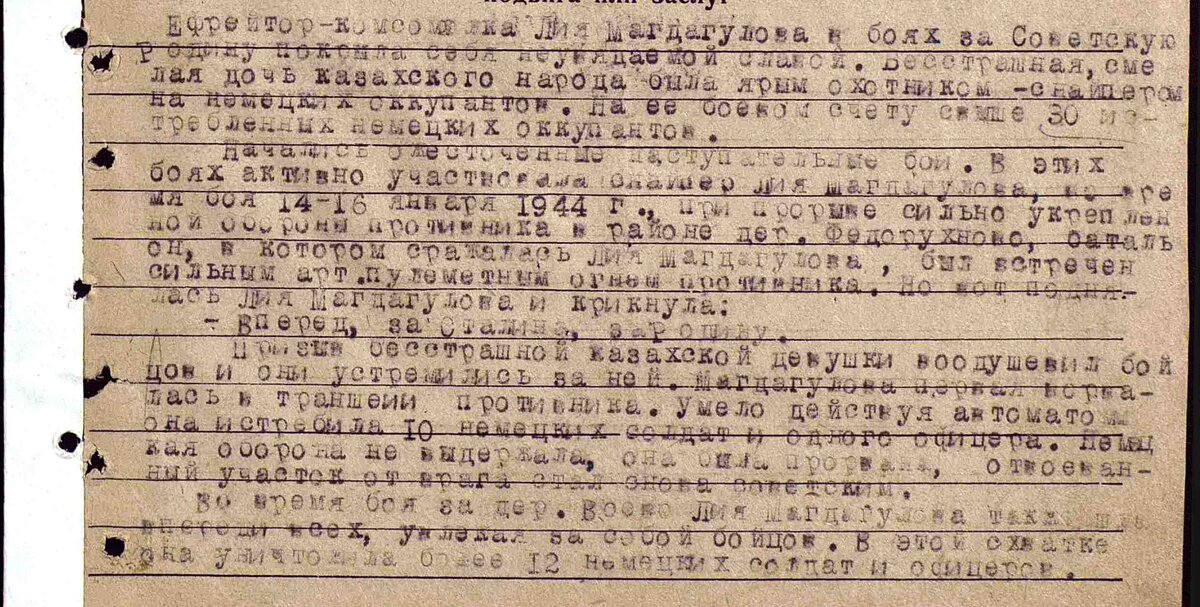 подвига или заслуг
Ефрейтор-комсомолка Лия Магдагулова в боях за Советскую
Родину покрыла себя неувядаемой славой. Бесстрашная, сме
лая дочь казахского народа была ярым охотником -снайпером
на немецких оккупантов. На ее боевом счету свыше 30 ис-
требленных немецких оккупантов.
Начались ожесточенные наступательные бои. В этих
боях активно участвовала снайпер Лия Магдагулова, во вре
мя боя 14-16 января 1944 г., при прорыве сильно укреплен
ной обороны противника в районе дер. Федорухново, баталь
он, в котором сражалась Лия Магдагулова , был встречен
сильным арт.пулеметным огнем противника. Но вот подня-
лась Лия Магдагулова и крикнула:
- Вперед, за Сталина, за Родину.
Призыв бесстрашной казахской девушки воодушевил бой
цов и они устремились за ней. Магдагулова первая ворва-
лась в траншеии противника. Умело действуя автоматом
она истребила 10 немецких солдат и одного офицера. Немец
кая оборона не выдержала, она была прорвана, отвоеван-
ный участок от врага стал снова советским.
Во время боя за дер. Воево Лия Магдагулова также шла
впереди всех, увлекая за собой бойцов. В этой схватке
она уничтожила более 12 немецких солдат и офицеров.